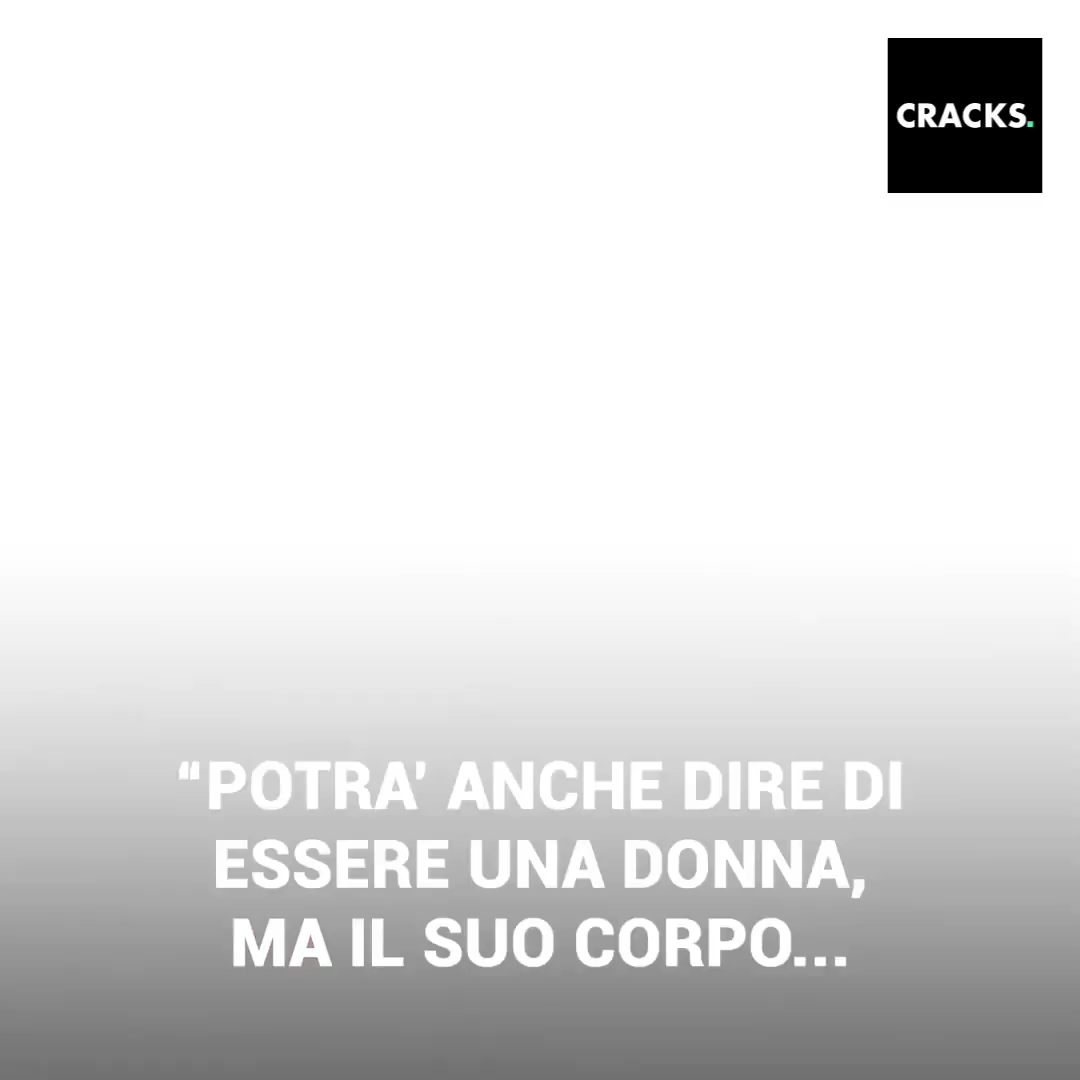 CRACKS.
“POTRA’ ANCHE DIRE DI
ESSERE UNA DONNA,
MA IL SUO CORPO...